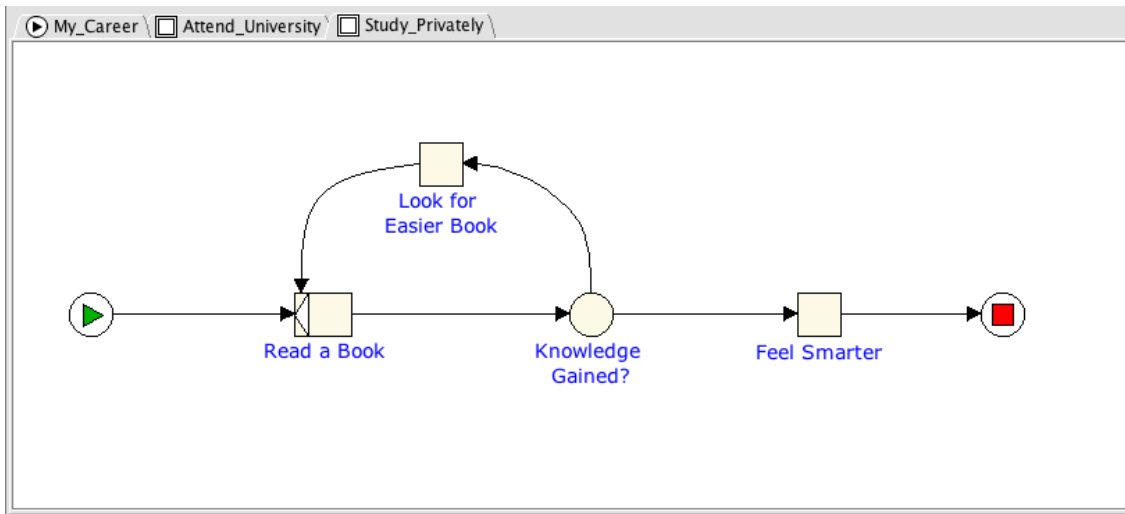 My_Career
Attend_University
Study_Privately
Look for
Easier Book
Read a Book
Knowledge
Gained?
Feel Smarter